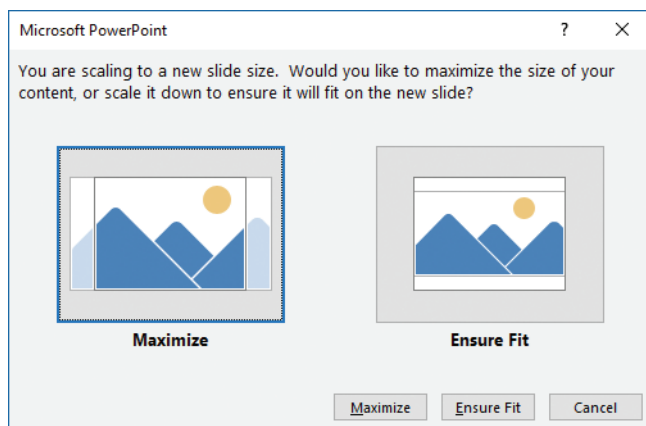 Microsoft PowerPoint ? ×
You are scaling to a new slide size. Would you like to maximize the size of your
content, or scale it down to ensure it will fit on the new slide?
Maximize Ensure Fit
Maximize Ensure Fit Cancel